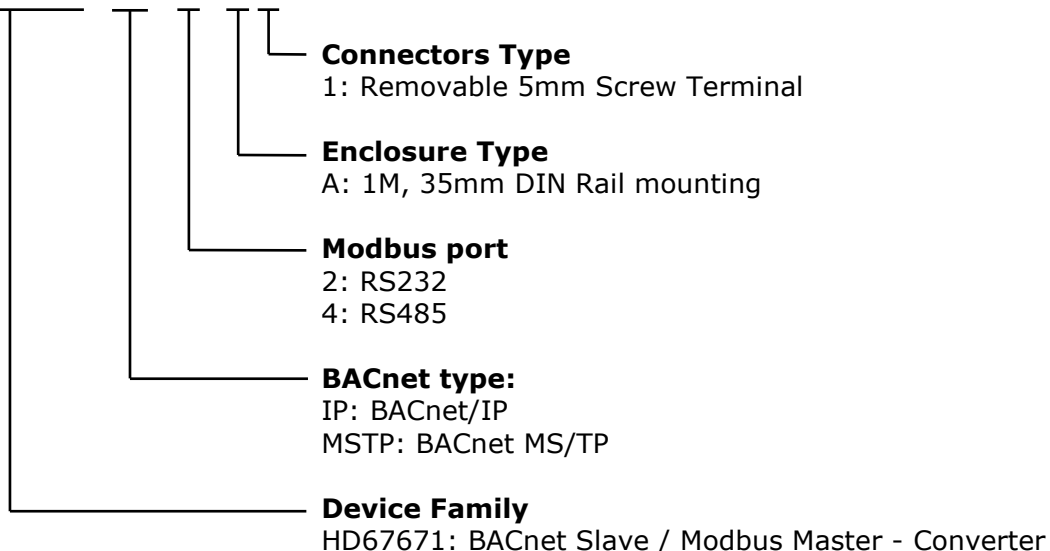 Connectors Type
1: Removable 5mm Screw Terminal
Enclosure Type
A: 1M, 35mm DIN Rail mounting
Modbus port
2: RS232
4: RS485
BACnet type:
IP: BACnet/IP
MSTP: BACnet MS/TP
Device Family
HD67671: BACnet Slave / Modbus Master - Converter